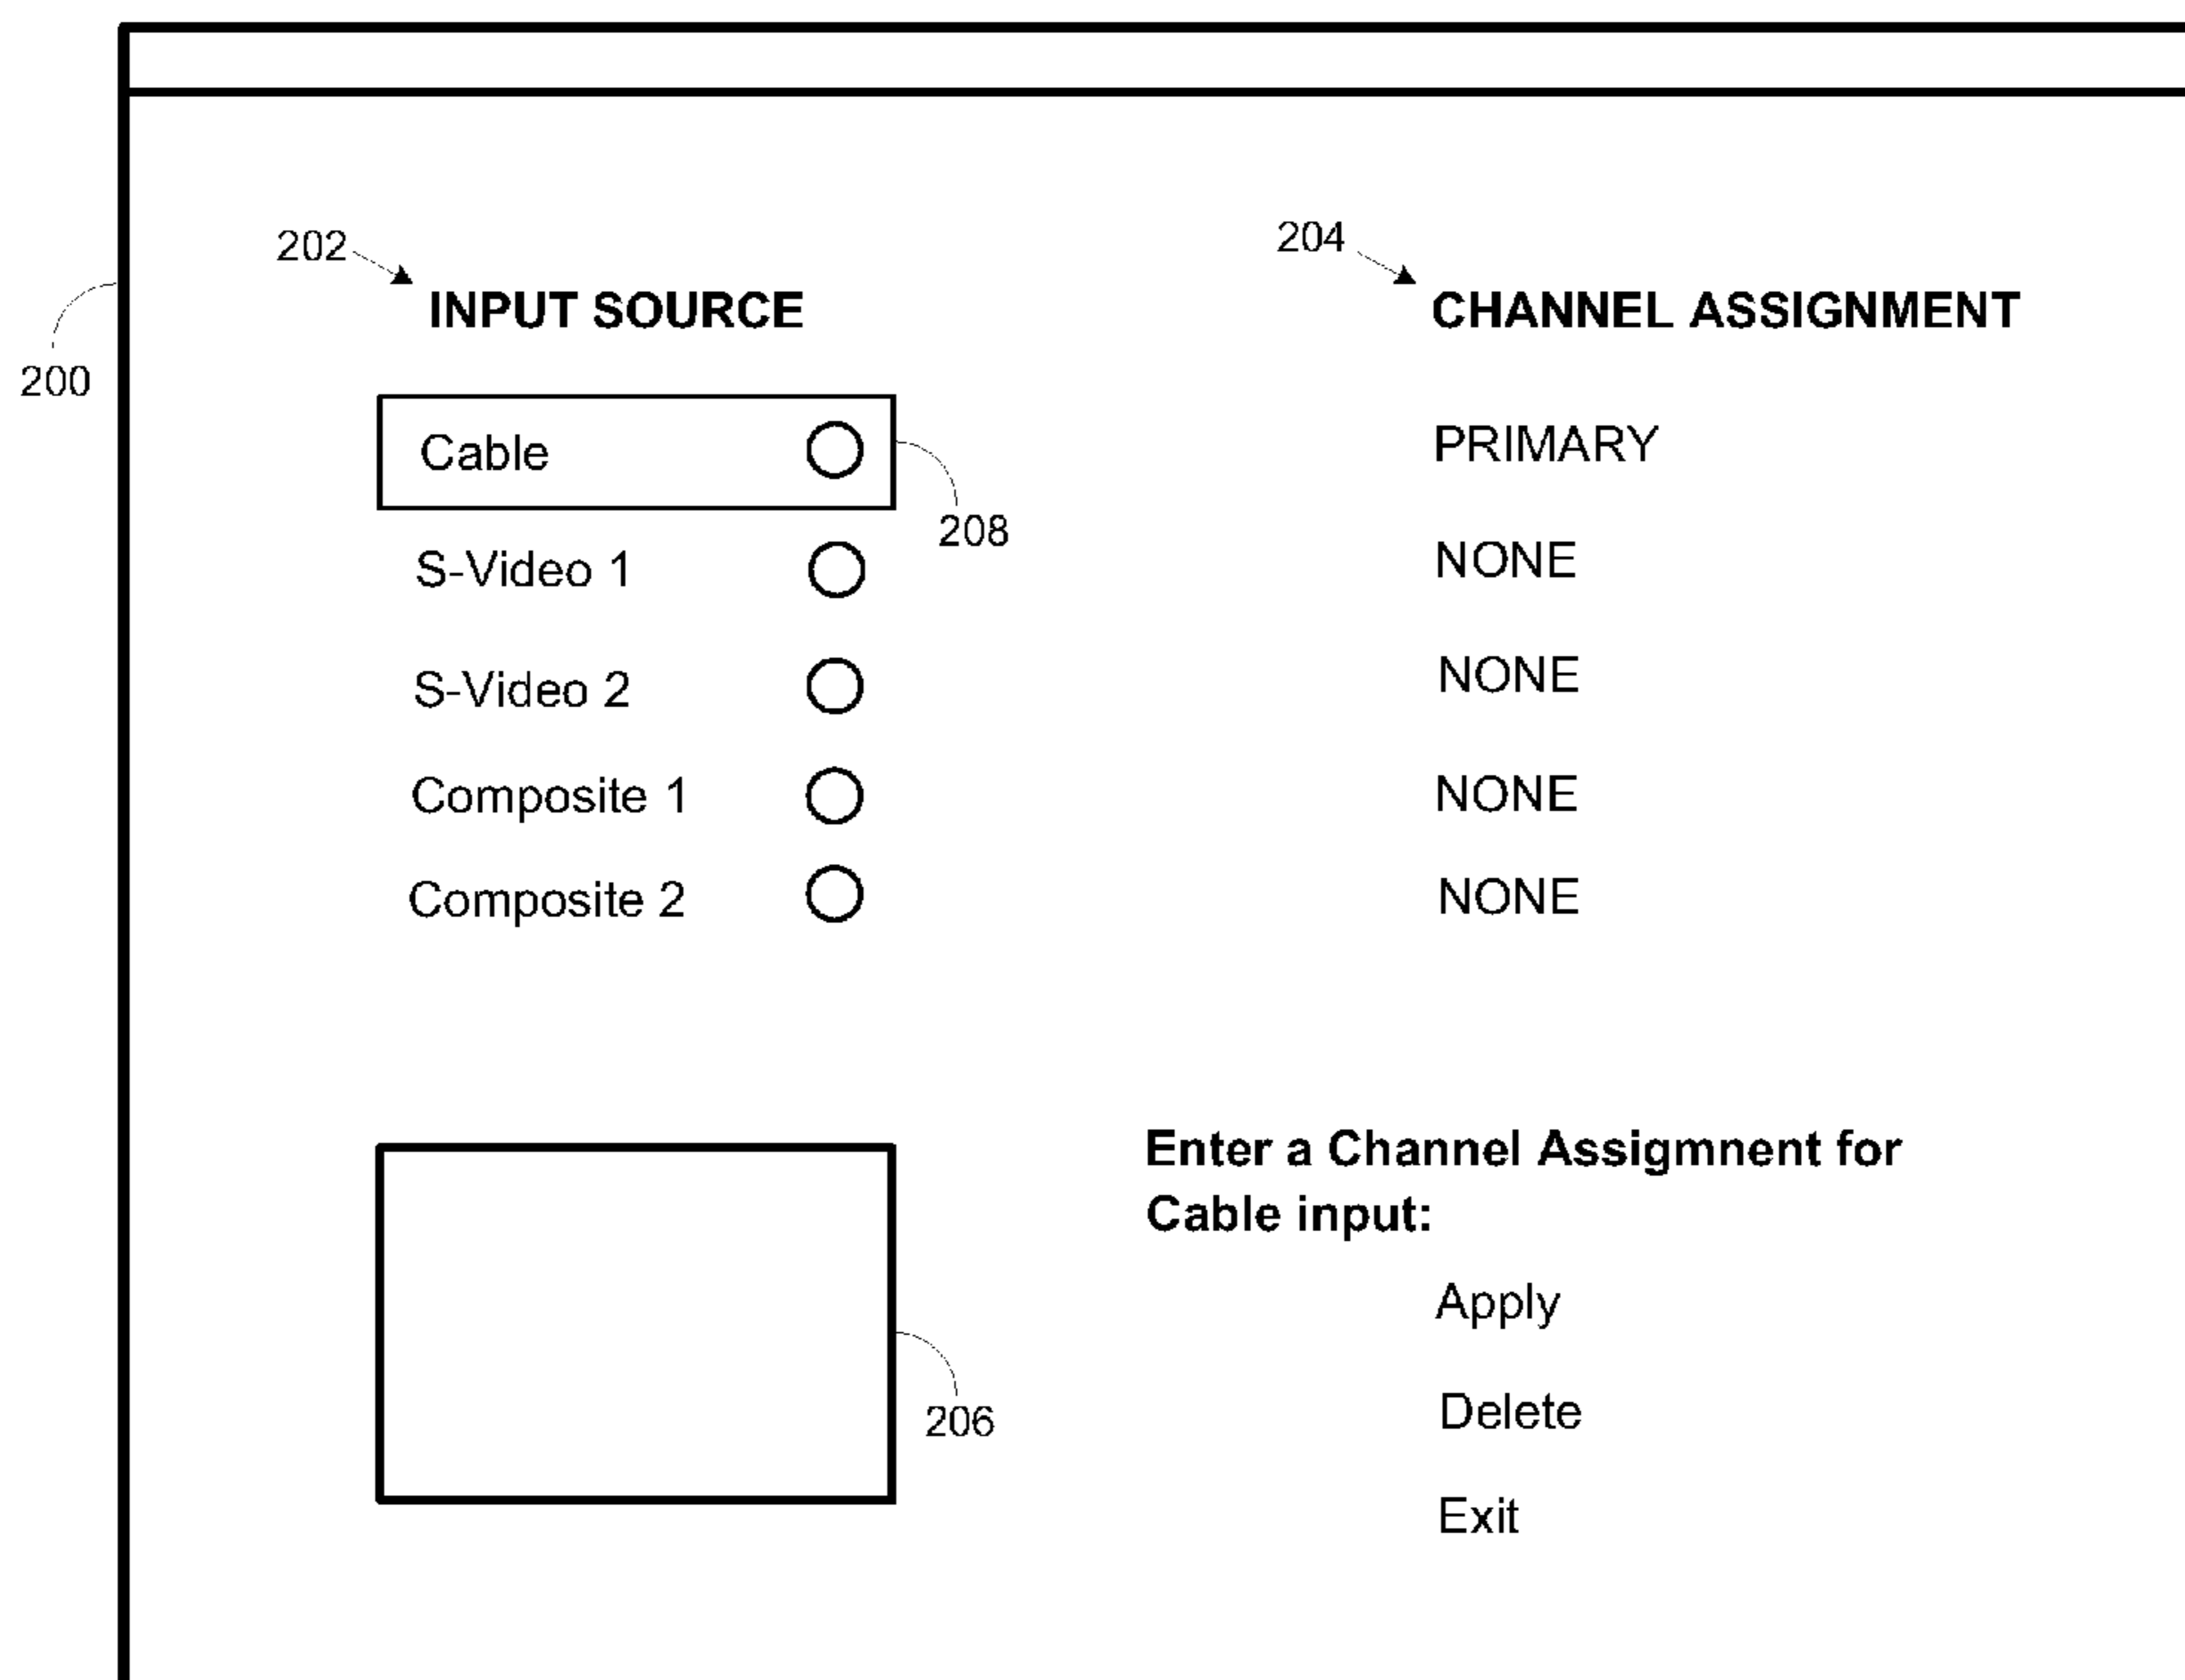 202
204
INPUT SOURCE
CHANNEL ASSIGNMENT
200
Cable
PRIMARY
208
S-Video 1
NONE
S-Video 2
NONE
Composite 1
NONE
Composite 2
NONE
Enter a Channel Assigmnent for
Cable input:
Apply
206
Delete
Exit